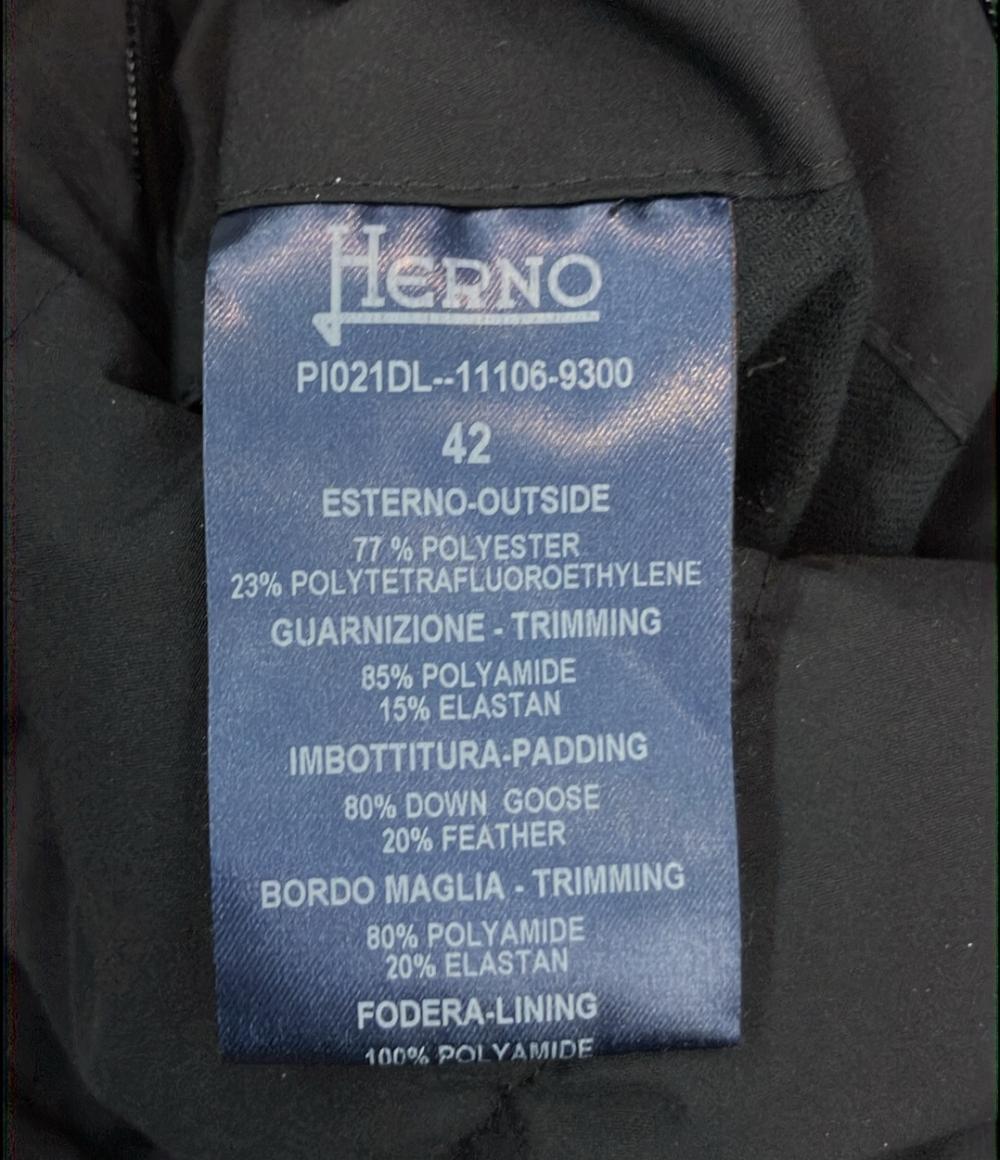 HERNO
PI021DL--11106-9300
42
ESTERNO-OUTSIDE
77 % POLYESTER
23% POLYTETRAFLUOROETHYLENE
GUARNIZIONE - TRIMMING
85% POLYAMIDE
15% ELASTAN
IMBOTTITURA-PADDING
80% DOWN GOOSE
20% FEATHER
BORDO MAGLIA - TRIMMING
80% POLYAMIDE
20% ELASTAN
FODERA-LINING
100% POLYAMIDE